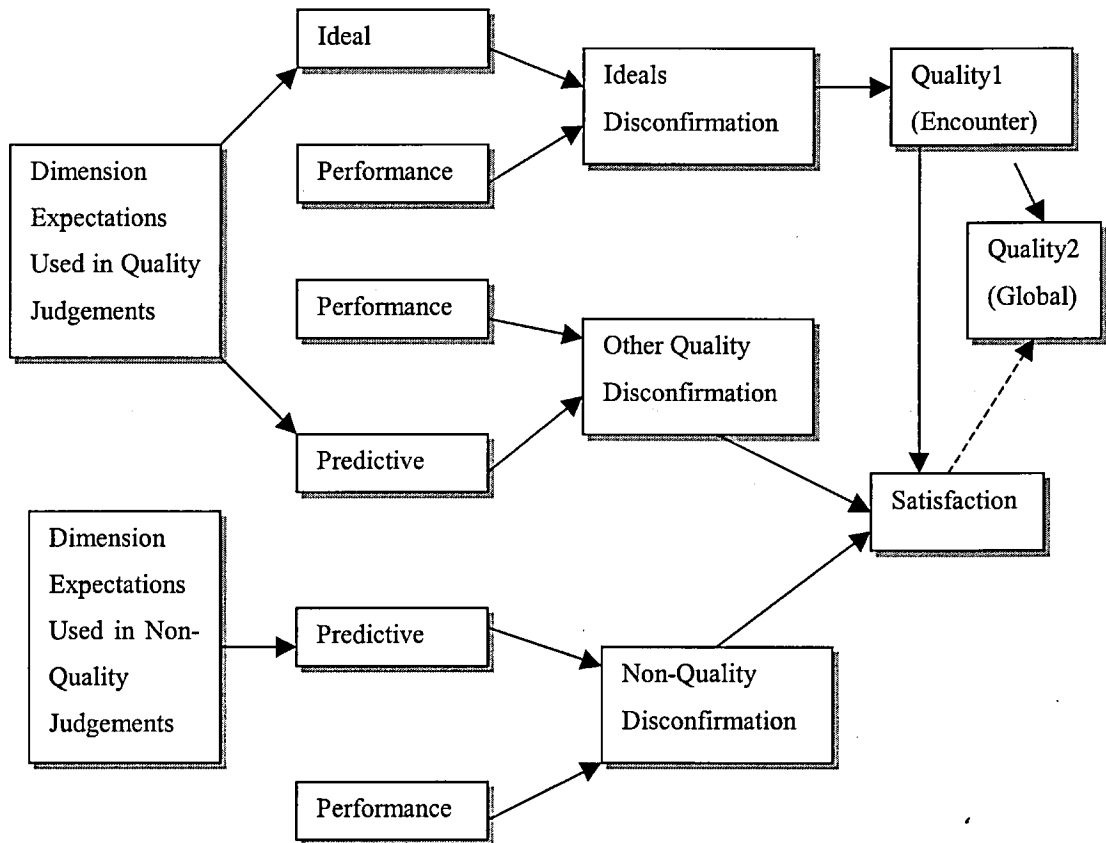 Ideal
Ideals
Disconfirmation
Quality1
(Encounter)
Dimension
Expectations
Used in Quality
Judgements
Performance
Quality2
(Global)
Performance
Other Quality
Disconfirmation
Predictive
Satisfaction
Dimension
Expectations
Used in Non-
Quality
Judgements
Predictive
Non-Quality
Disconfirmation
Performance